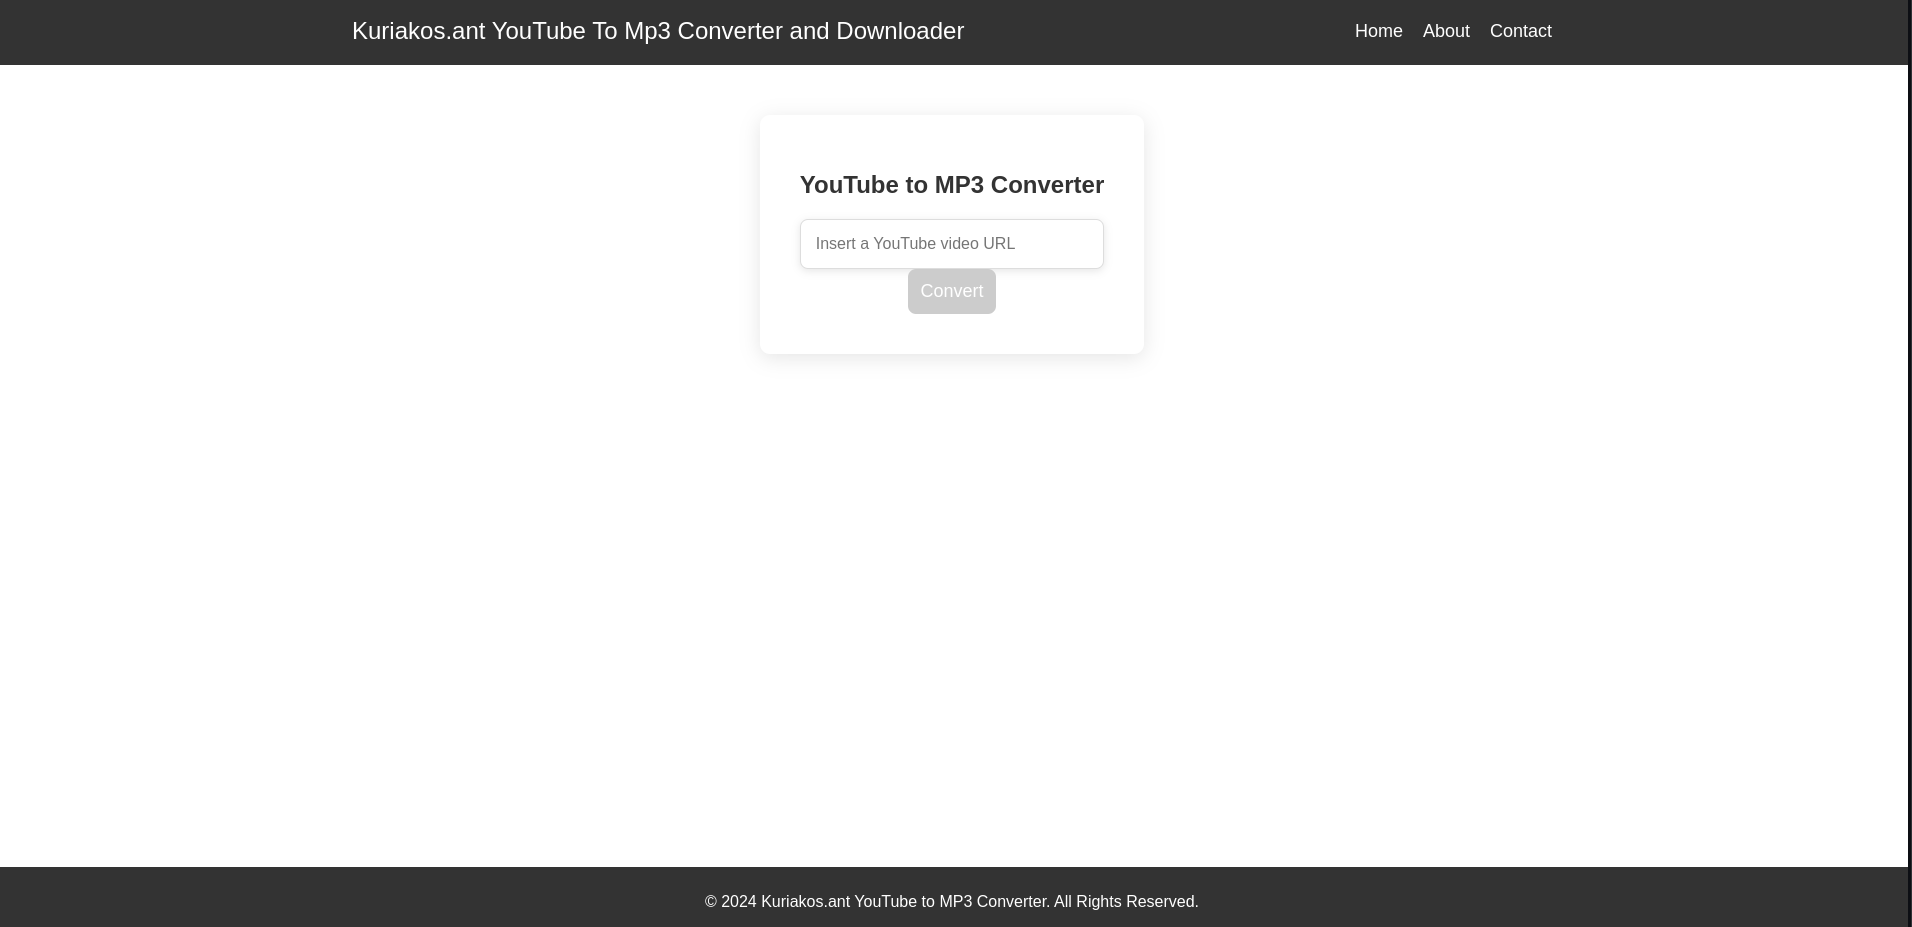 Kuriakos.ant YouTube To Mp3 Converter and Downloader
Home About Contact
YouTube to MP3 Converter
Insert a YouTube video URL
Convert
© 2024 Kuriakos.ant YouTube to MP3 Converter. All Rights Reserved.